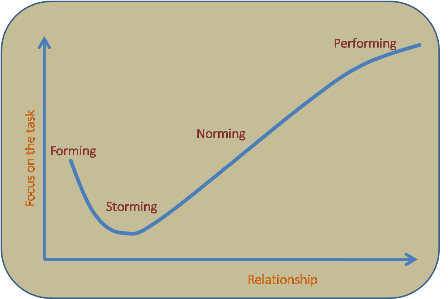 Performing
Norming
Forming
Storming
Focus on the task
Relationship